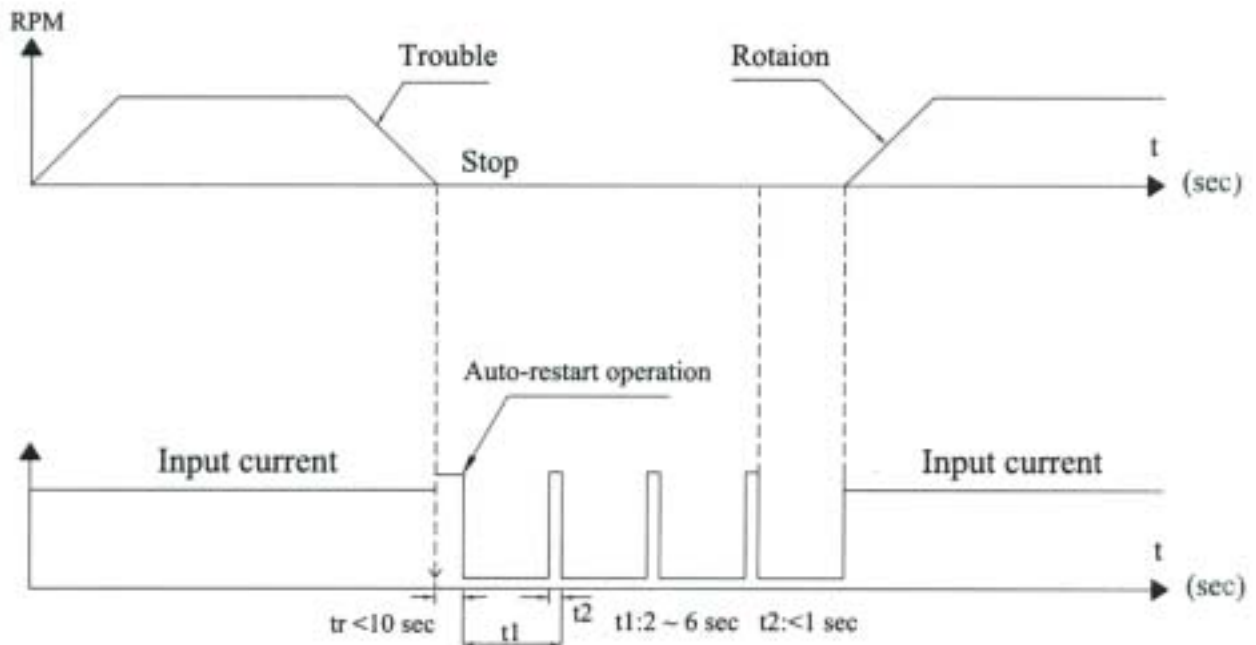 RPM
Trouble
Rotaion
Stop
t
(sec)
Auto-restart operation
Input current
Input current
t
(sec)
tr <10 sec
t1
t2
t1:2 ~ 6 sec
t2:<1 sec